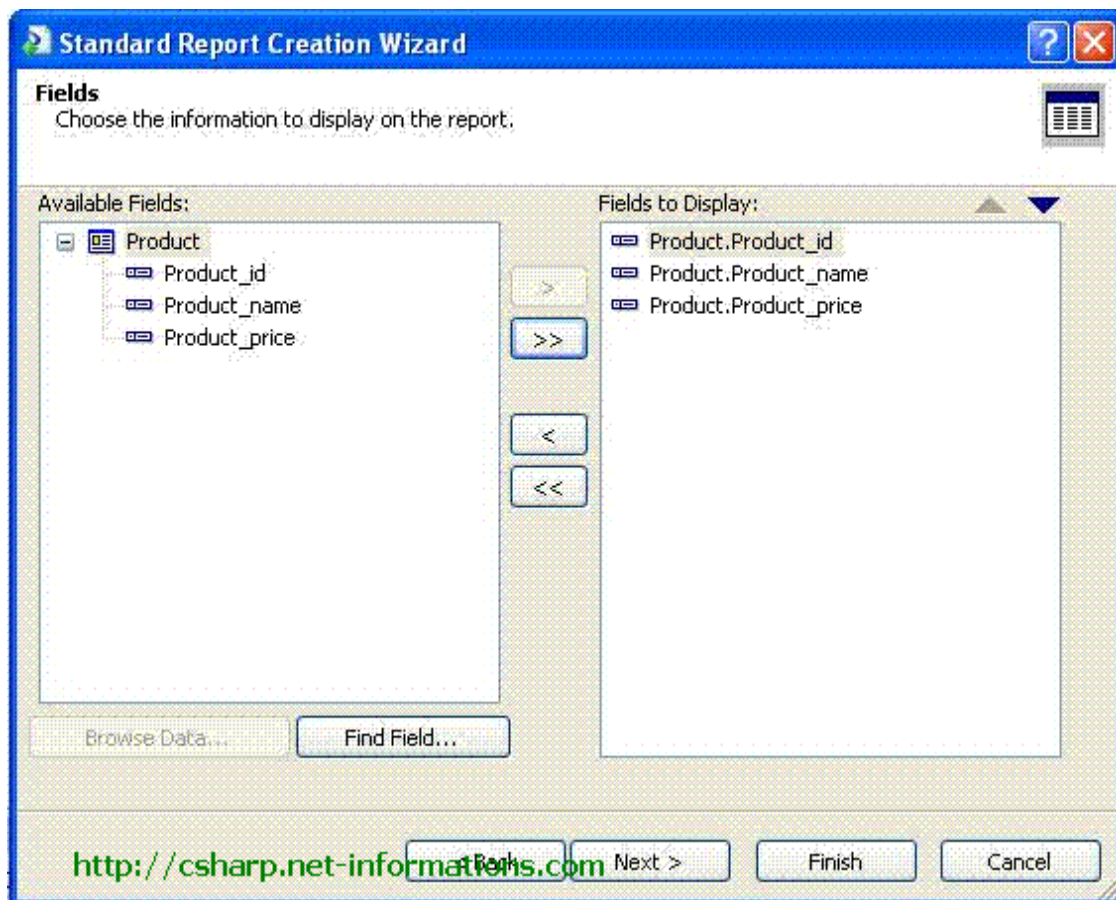 Standard Report Creation Wizard
Fields
Choose the information to display on the report.
Available Fields:
Product
Product_id
Product_name
Product_price
>
>>
<
<<
Browse Data...
Find Field...
Fields to Display:
Product.Product_id
Product.Product_name
Product.Product_price
http://csharp.net-informations.com
< Back
Next >
Finish
Cancel